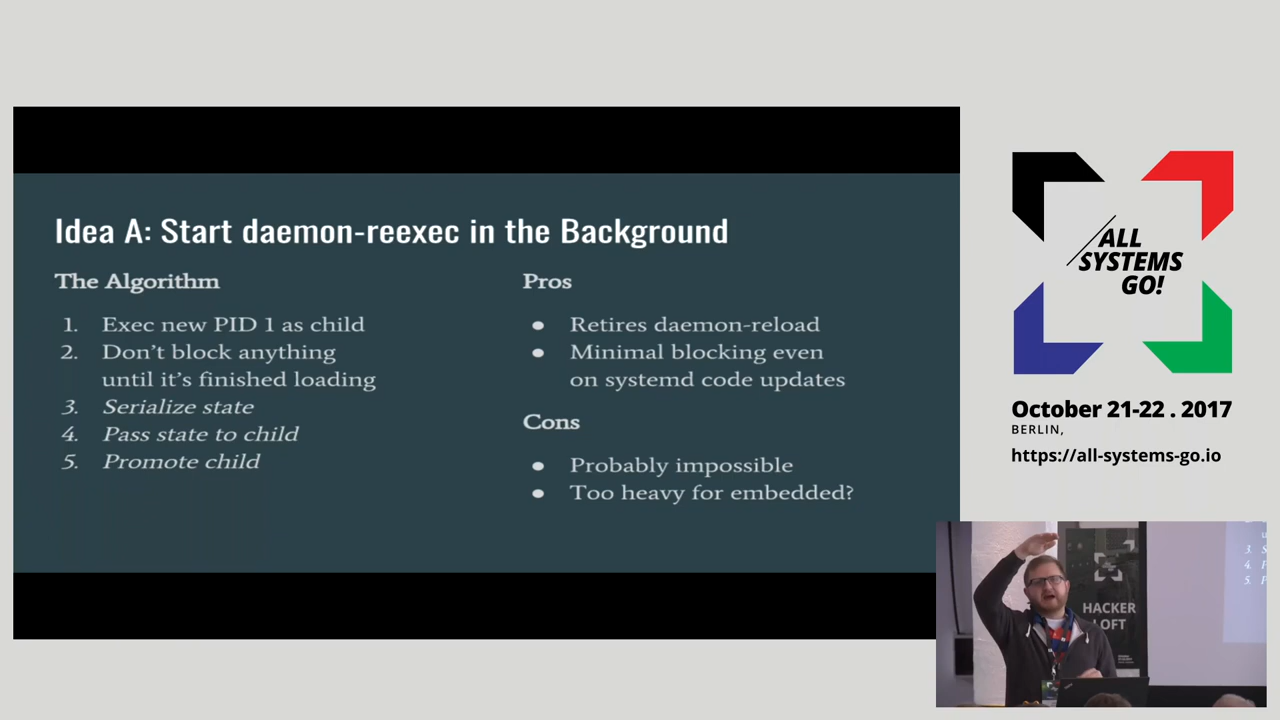 Idea A: Start daemon-reexec in the Background
The Algorithm
1. Exec new PID 1 as child
2. Don't block anything
until it's finished loading
3. Serialize state
4. Pass state to child
5. Promote child
Pros
● Retires daemon-reload
● Minimal blocking even
on systemd code updates
Cons
● Probably impossible
● Too heavy for embedded?
ALL
SYSTEMS
GO!
October 21-22 . 2017
BERLIN,
https://all-systems-go.io
HACKER
LOFT
3. S
4. P
5. P